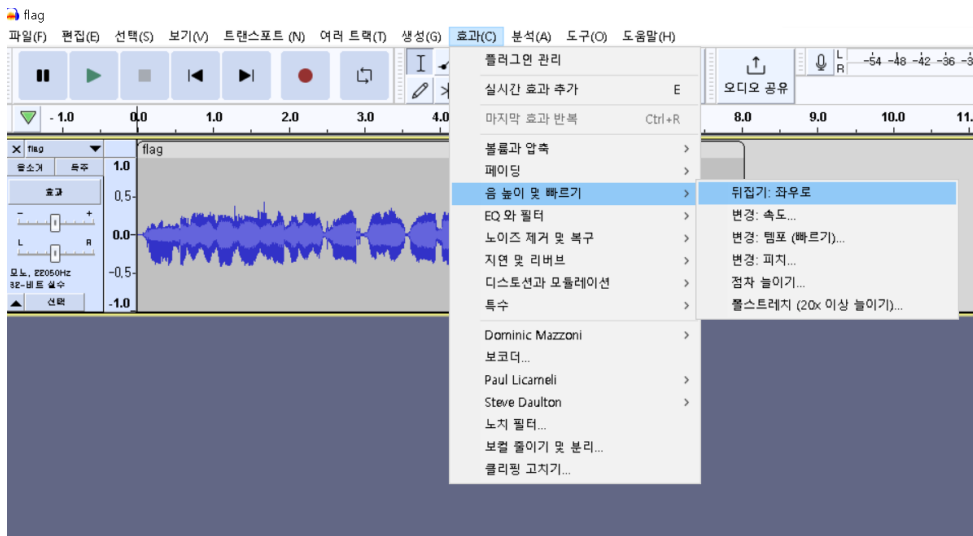 flag
파일(F) 편집(E) 선택(S) 보기(V) 트랜스포트 (N) 여러 트랙(T) 생성(G) 효과(C) 분석(A) 도구(O) 도움말(H)
오디오 공유
L
R
-54 -48 -42 -36 -3
-1.0 0.0 1.0 2.0 3.0 4.0 8.0 9.0 10.0 11.
flag
음소거 독주
효과
- +
L R
모노, 22050Hz
32-비트 실수
선택
1.0
0.5-
0.0-
-0.5-
-1.0
flag
플러그인 관리
실시간 효과 추가 E
마지막 효과 반복 Ctrl+R
볼륨과 압축
페이딩
음 높이 및 빠르기
EQ 와 필터
노이즈 제거 및 복구
지연 및 리버브
디스토션과 모듈레이션
특수
Dominic Mazzoni
보코더...
Paul Licameli
Steve Daulton
노치 필터...
보컬 줄이기 및 분리...
클리핑 고치기...
뒤집기: 좌우로
변경: 속도...
변경: 템포 (빠르기)...
변경: 피치...
점차 늘이기...
폴스트레치 (20x 이상 늘이기)...